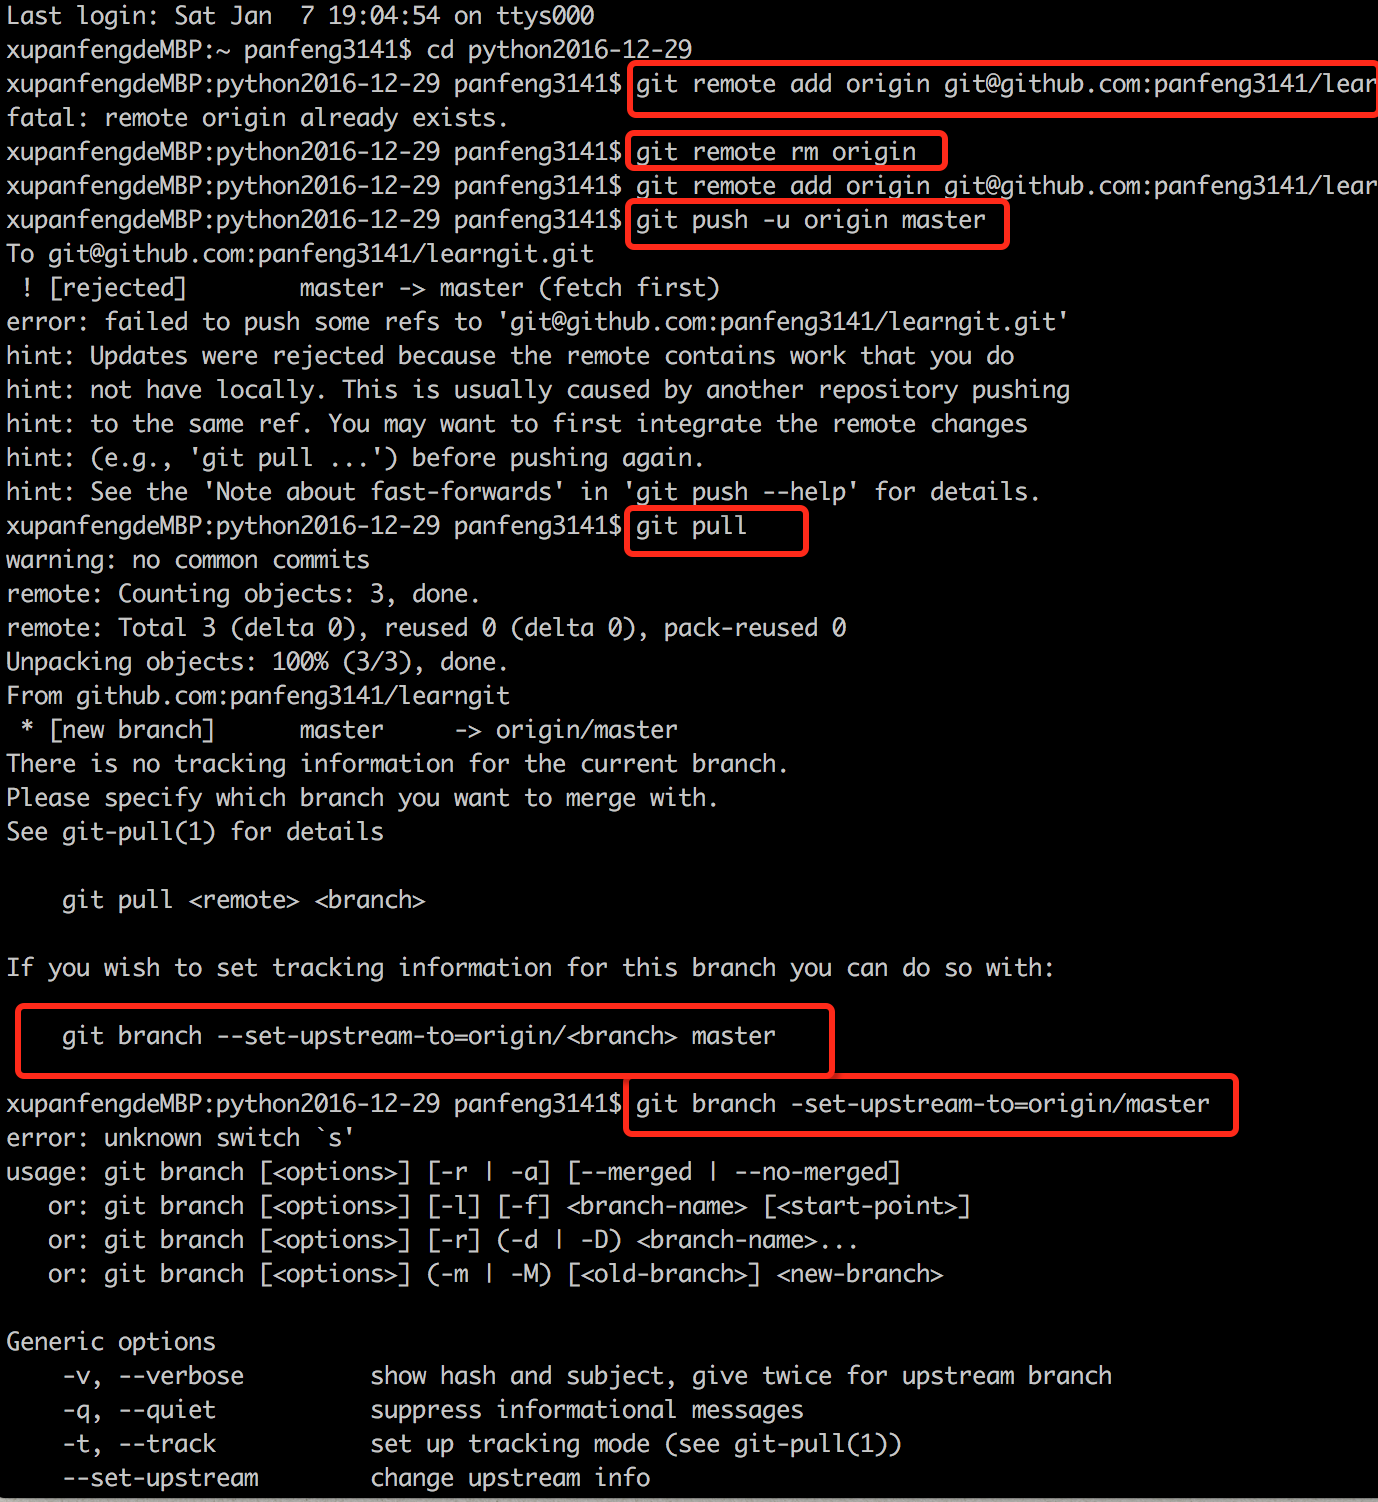 Last login: Sat Jan  7 19:04:54 on ttys000
xupanfengdeMBP:~ panfeng3141$ cd python2016-12-29
xupanfengdeMBP:python2016-12-29 panfeng3141$ git remote add origin git@github.com:panfeng3141/lear
fatal: remote origin already exists.
xupanfengdeMBP:python2016-12-29 panfeng3141$ git remote rm origin
xupanfengdeMBP:python2016-12-29 panfeng3141$ git remote add origin git@github.com:panfeng3141/lear
xupanfengdeMBP:python2016-12-29 panfeng3141$ git push -u origin master
To git@github.com:panfeng3141/learngit.git
 ! [rejected]        master -> master (fetch first)
error: failed to push some refs to 'git@github.com:panfeng3141/learngit.git'
hint: Updates were rejected because the remote contains work that you do
hint: not have locally. This is usually caused by another repository pushing
hint: to the same ref. You may want to first integrate the remote changes
hint: (e.g., 'git pull ...') before pushing again.
hint: See the 'Note about fast-forwards' in 'git push --help' for details.
xupanfengdeMBP:python2016-12-29 panfeng3141$ git pull
warning: no common commits
remote: Counting objects: 3, done.
remote: Total 3 (delta 0), reused 0 (delta 0), pack-reused 0
Unpacking objects: 100% (3/3), done.
From github.com:panfeng3141/learngit
 * [new branch]      master     -> origin/master
There is no tracking information for the current branch.
Please specify which branch you want to merge with.
See git-pull(1) for details
    git pull <remote> <branch>
If you wish to set tracking information for this branch you can do so with:
    git branch --set-upstream-to=origin/<branch> master
xupanfengdeMBP:python2016-12-29 panfeng3141$ git branch -set-upstream-to=origin/master
error: unknown switch `s'
usage: git branch [<options>] [-r | -a] [--merged | --no-merged]
   or: git branch [<options>] [-l] [-f] <branch-name> [<start-point>]
   or: git branch [<options>] [-r] (-d | -D) <branch-name>...
   or: git branch [<options>] (-m | -M) [<old-branch>] <new-branch>
Generic options
    -v, --verbose         show hash and subject, give twice for upstream branch
    -q, --quiet           suppress informational messages
    -t, --track           set up tracking mode (see git-pull(1))
    --set-upstream        change upstream info